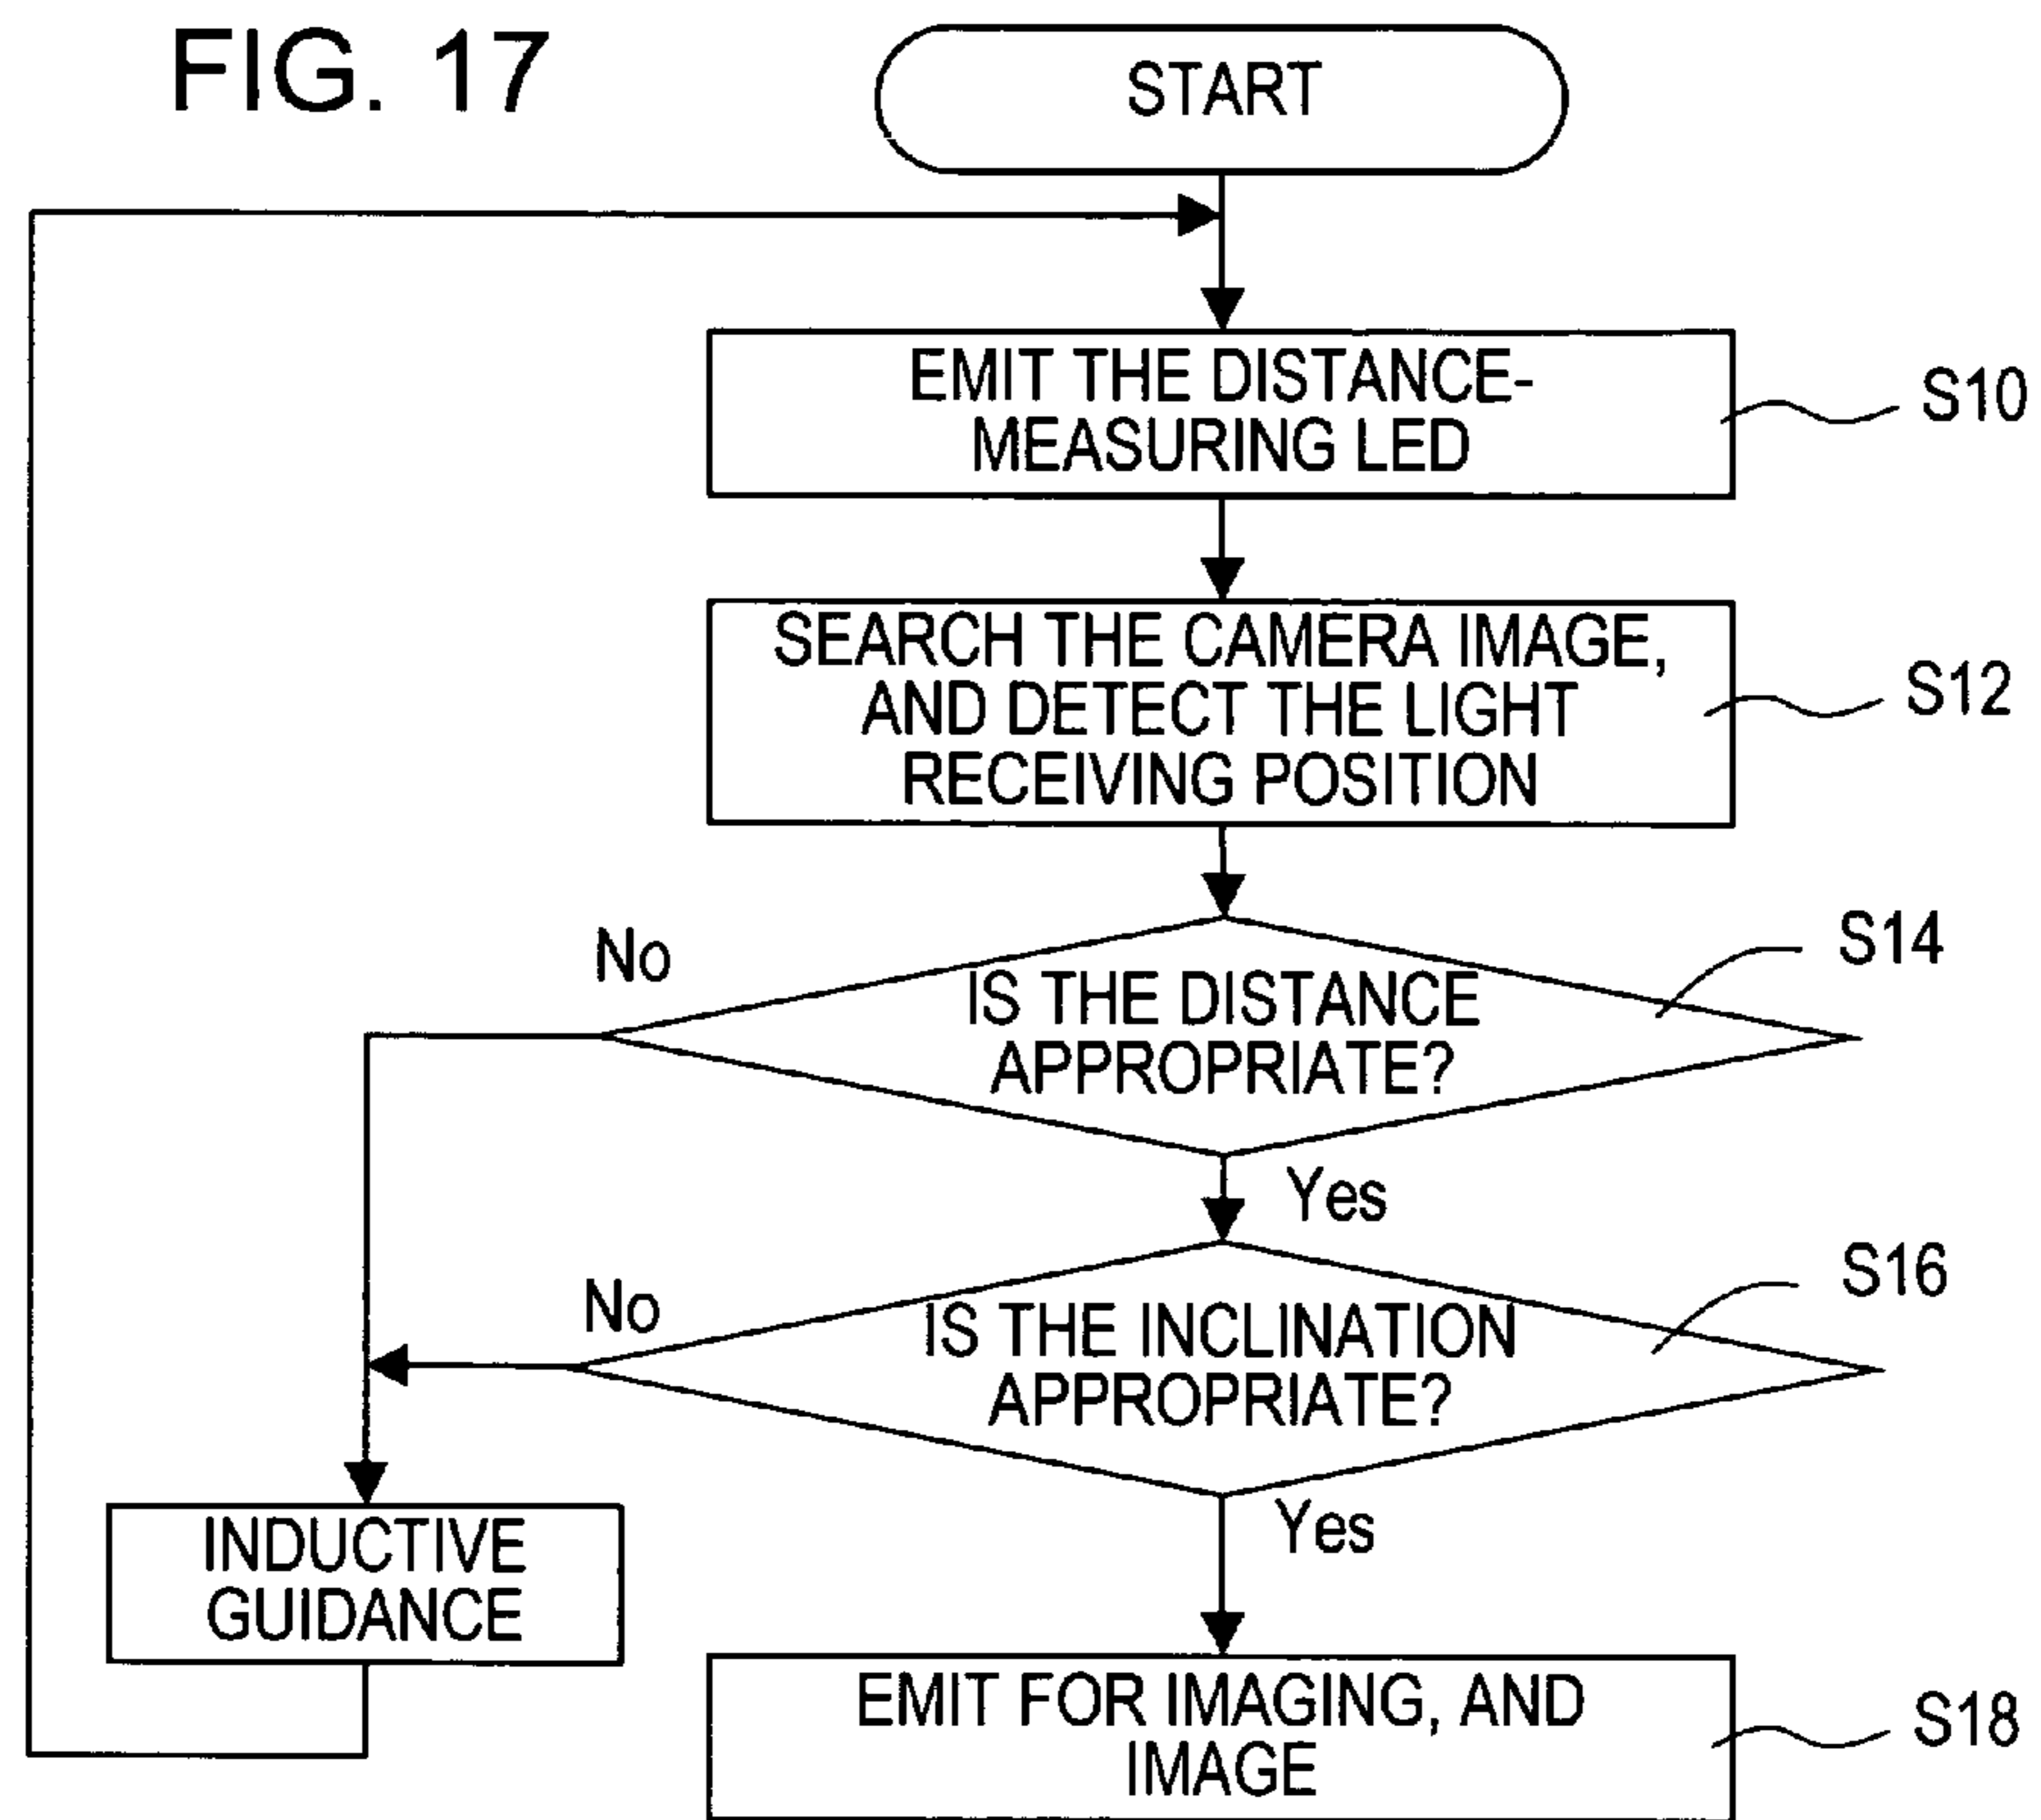 FIG. 17
START
EMIT THE DISTANCE-
MEASURING LED
S10
SEARCH THE CAMERA IMAGE,
AND DETECT THE LIGHT
RECEIVING POSITION
S12
No
IS THE DISTANCE
APPROPRIATE?
S14
Yes
No
IS THE INCLINATION
APPROPRIATE?
S16
Yes
INDUCTIVE
GUIDANCE
EMIT FOR IMAGING, AND
IMAGE
S18